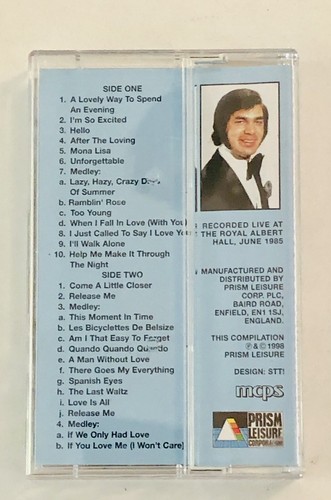 SIDE ONE
1. A Lovely Way To Spend
An Evening
2. I'm So Excited
3. Hello
4. After The Loving
5. Mona Lisa
6. Unforgettable
7. Medley:
a. Lazy, Hazy, Crazy Days
Of Summer
b. Ramblin' Rose
c. Too Young
d. When I Fall In Love (With You)
8. I Just Called To Say I Love You
9. I'll Walk Alone
10. Help Me Make It Through
The Night
SIDE TWO
1. Come A Little Closer
2. Release Me
3. Medley:
a. This Moment In Time
b. Les Bicyclettes De Belsize
c. Am I That Easy To Forget
d. Quando Quando Quando
e. A Man Without Love
f. There Goes My Everything
g. Spanish Eyes
h. The Last Waltz
i. Love Is All
j. Release Me
4. Medley:
a. If We Only Had Love
b. If You Love Me (I Won't Care)
RECORDED LIVE AT
THE ROYAL ALBERT
HALL, JUNE 1985
MANUFACTURED AND
DISTRIBUTED BY
PRISM LEISURE
CORP. PLC,
BAIRD ROAD,
ENFIELD, EN1 1SJ,
ENGLAND.
THIS COMPILATION
℗ & © 1998
PRISM LEISURE
DESIGN: STT!
mcps
PRISM
LEISURE
CORPORATION